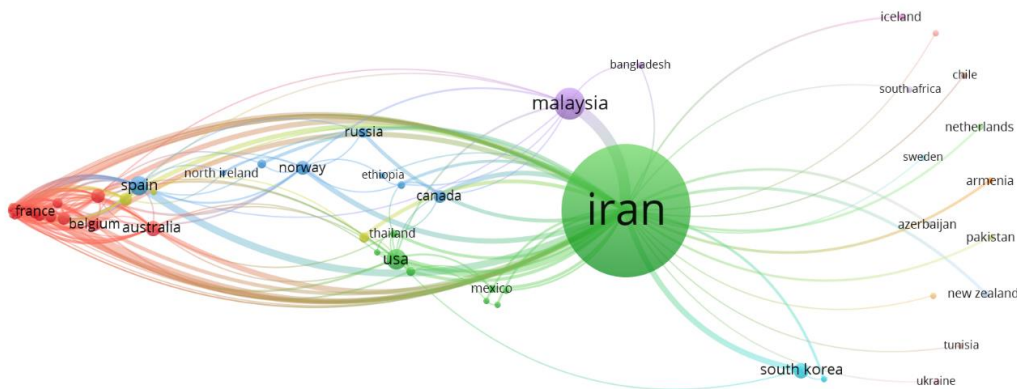 iceland
bangladesh
chile
south africa
malaysia
netherlands
russia
sweden
north ireland
norway
ethiopia
armenia
spain
canada
iran
france
belgium
australia
azerbaijan
thailand
pakistan
usa
mexico
new zealand
tunisia
south korea
ukraine